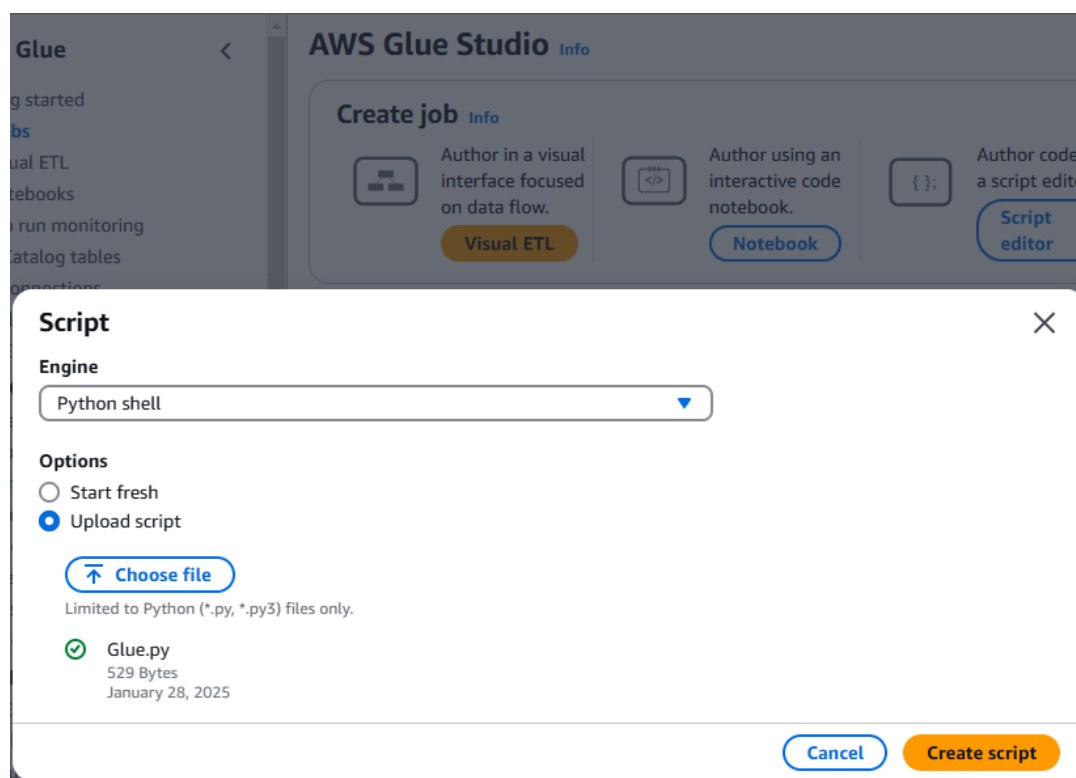 Glue
AWS Glue Studio Info
g started
bs
ual ETL
tebooks
run monitoring
Catalog tables
onnections
Create job Info
Author in a visual
interface focused
on data flow.
Visual ETL
Author using an
interactive code
notebook.
Notebook
Author code
a script edit
Script
editor
Script
Engine
Python shell
Options
Start fresh
Upload script
Choose file
Limited to Python (*.py, *.py3) files only.
Glue.py
529 Bytes
January 28, 2025
Cancel
Create script